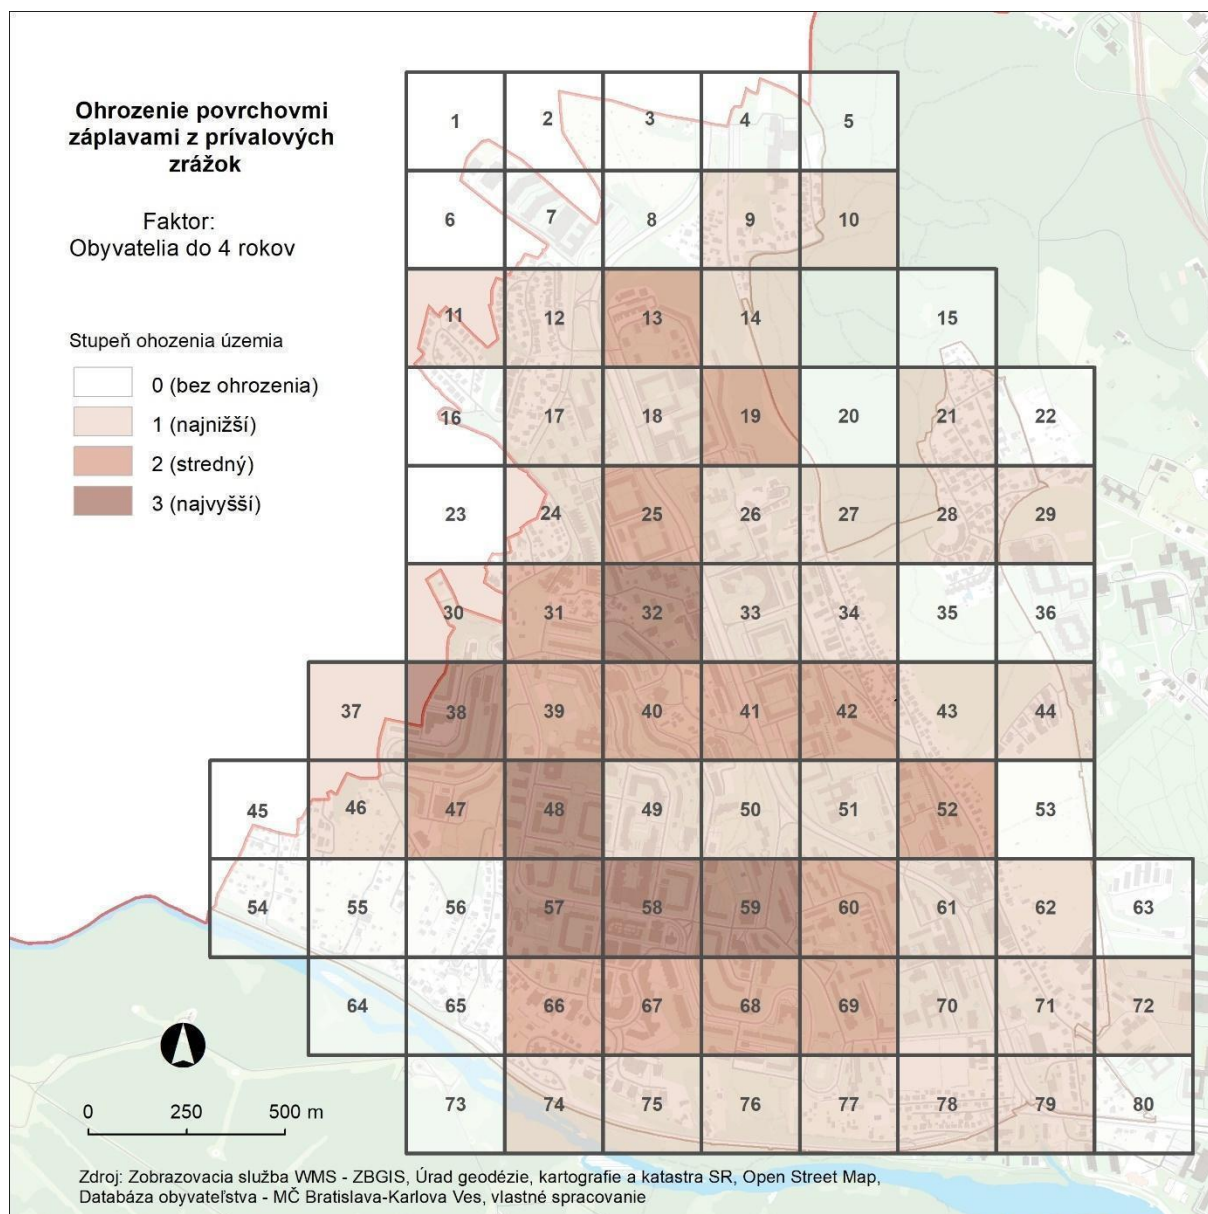 Ohrozenie povrchovmi
záplavami z prívalových
zrážok
Faktor:
Obyvatelia do 4 rokov
Stupeň ohozenia územia
0 (bez ohrozenia)
1 (najnižší)
2 (stredný)
3 (najvyšší)
1 2 3 4 5
6 7 8 9 10
11 12 13 14 15
16 17 18 19 20 21 22
23 24 25 26 27 28 29
30 31 32 33 34 35 36
37 38 39 40 41 42 43 44
45 46 47 48 49 50 51 52 53
54 55 56 57 58 59 60 61 62 63
64 65 66 67 68 69 70 71 72
73 74 75 76 77 78 79 80
0 250 500 m
Zdroj: Zobrazovacia služba WMS - ZBGIS, Úrad geodézie, kartografie a katastra SR, Open Street Map,
Databáza obyvateľstva - MČ Bratislava-Karlova Ves, vlastné spracovanie